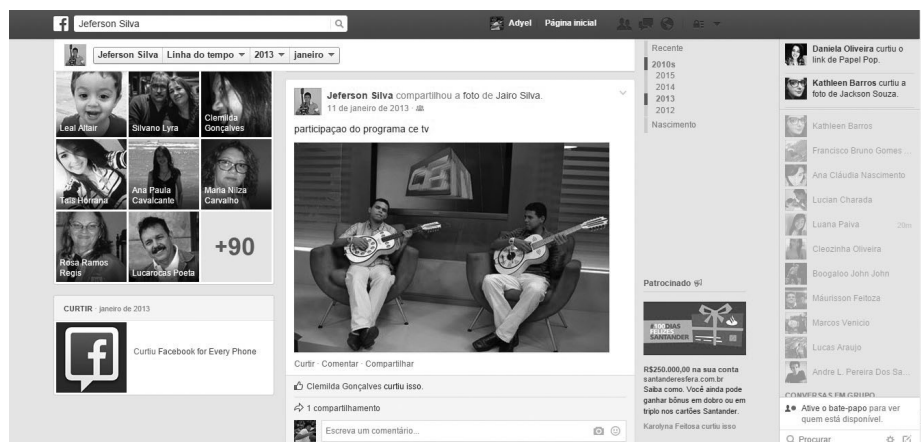 Jeferson Silva
Adyel Página inicial
Jeferson Silva Linha do tempo 2013 janeiro
Leal Altair
Silvano Lyra
Clemilda
Gonçalves
Tais Horrana
Ana Paula
Cavalcante
Maria Nilza
Carvalho
Rosa Ramos
Regis
Lucarocas Poeta
+90
CURTIR · janeiro de 2013
Curtiu Facebook for Every Phone
Jeferson Silva compartilhou a foto de Jairo Silva.
11 de janeiro de 2013 ·
participaçao do programa ce tv
CETV
Curtir · Comentar · Compartilhar
Clemilda Gonçalves curtiu isso.
1 compartilhamento
Escreva um comentário...
Recente
2010s
2015
2014
2013
2012
Nascimento
Patrocinado
#100DIAS
FELIZES
SANTANDER
R$250.000,00 na sua conta
santanderesfera.com.br
Saiba como. Você ainda pode
ganhar bônus em dobro ou em
triplo nos cartões Santander.
Karolyna Feitosa curtiu isso
Daniela Oliveira curtiu o
link de Papel Pop.
Kathleen Barros curtiu a
foto de Jackson Souza.
Kathleen Barros
Francisco Bruno Gomes ...
Ana Cláudia Nascimento
Lucian Charada
Luana Paiva 20m
Cleozinha Oliveira
Boogaloo John John
Máurisson Feitoza
Marcos Venicio
Lucas Araujo
Andre L. Pereira Dos Sa...
CONVERSAS EM GRUPO
Ative o bate-papo para ver
quem está disponível.
Procurar